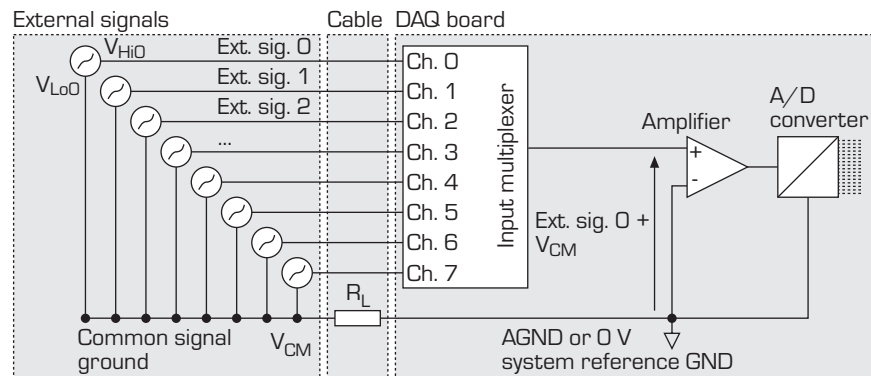 External signals
Cable
DAQ board
V_Hi0
Ext. sig. 0
Ch. 0
V_Lo0
Ext. sig. 1
Ch. 1
Ext. sig. 2
Ch. 2
...
Ch. 3
Ch. 4
Ch. 5
Ch. 6
Ch. 7
Input multiplexer
Amplifier
A/D
converter
+
-
Ext. sig. 0 +
V_CM
R_L
Common signal
ground
V_CM
AGND or 0 V
system reference GND